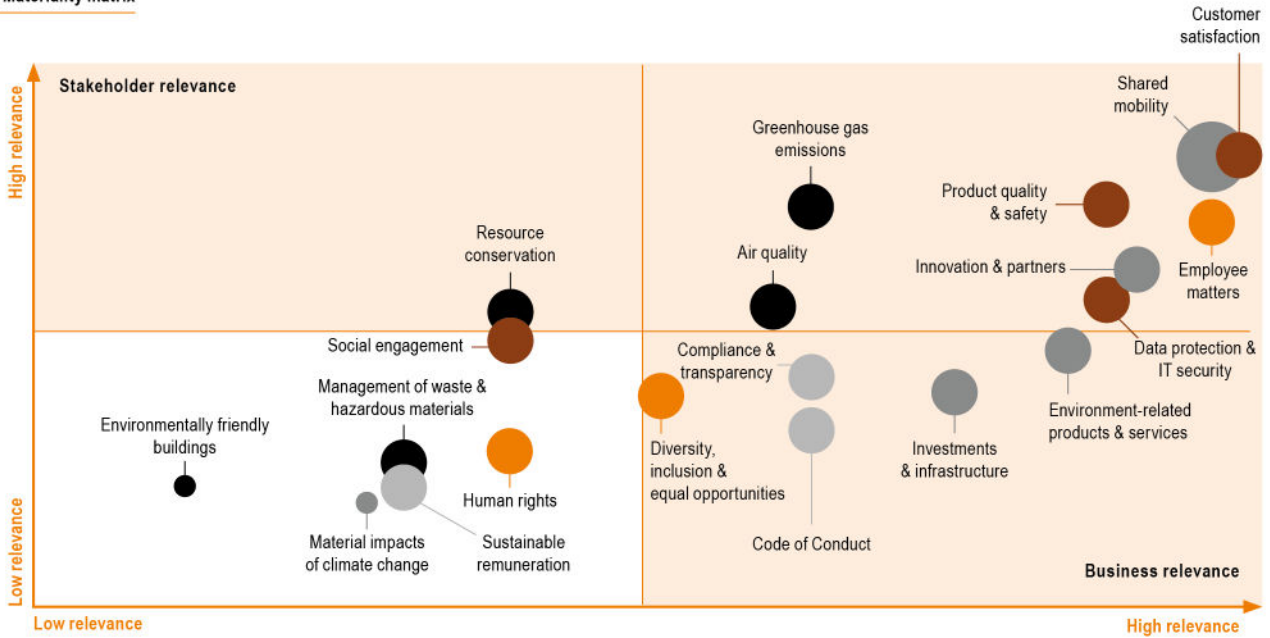 Materiality matrix
Customer
satisfaction
Stakeholder relevance
Shared
mobility
High relevance
Greenhouse gas
emissions
Product quality
& safety
Resource
conservation
Air quality
Innovation & partners
Employee
matters
Social engagement
Compliance &
transparency
Data protection &
IT security
Management of waste &
hazardous materials
Environmentally friendly
buildings
Environment-related
products & services
Diversity,
inclusion &
equal opportunities
Investments
& infrastructure
Human rights
Low relevance
Material impacts
of climate change
Sustainable
remuneration
Code of Conduct
Business relevance
Low relevance
High relevance